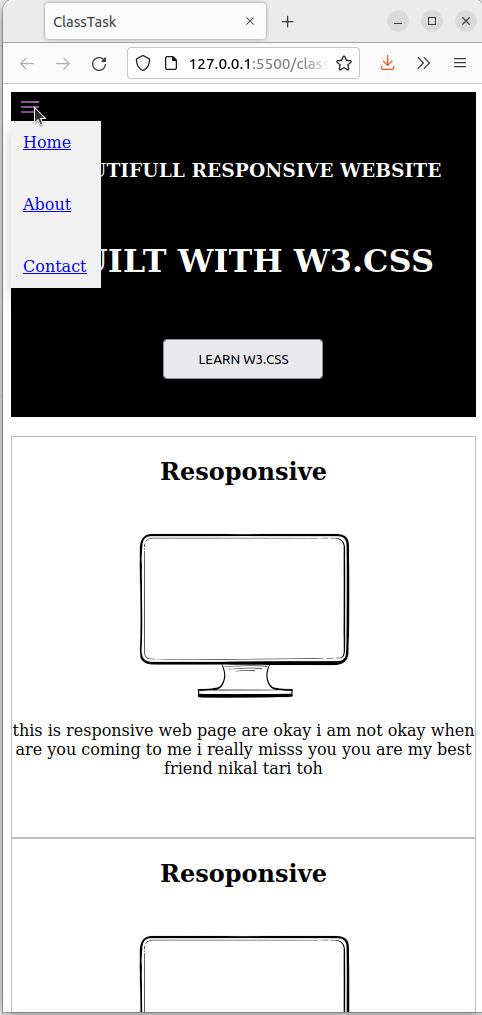 ClassTask
127.0.0.1:5500/class
Home
About
Contact
UTIFULL RESPONSIVE WEBSITE
UILT WITH W3.CSS
LEARN W3.CSS
Resoponsive
this is responsive web page are okay i am not okay when
are you coming to me i really misss you you are my best
friend nikal tari toh
Resoponsive